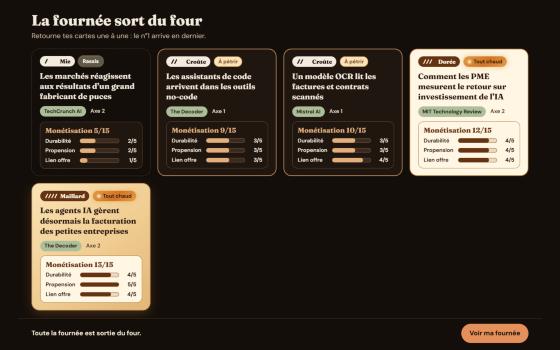 La fournée sort du four
Retourne tes cartes une à une : le n°1 arrive en dernier.
/ Mie Rassis
Les marchés réagissent
aux résultats d'un grand
fabricant de puces
TechCrunch AI Axe 2
Monétisation 5/15
Durabilité 2/5
Propension 2/5
Lien offre 1/5
// Croûte À pétrir
Les assistants de code
arrivent dans les outils
no-code
The Decoder Axe 1
Monétisation 9/15
Durabilité 3/5
Propension 3/5
Lien offre 3/5
// Croûte À pétrir
Un modèle OCR lit les
factures et contrats
scannés
Mistral AI Axe 1
Monétisation 10/15
Durabilité 3/5
Propension 3/5
Lien offre 4/5
/// Dorée Tout chaud
Comment les PME
mesurent le retour sur
investissement de l'IA
MIT Technology Review Axe 2
Monétisation 12/15
Durabilité 4/5
Propension 4/5
Lien offre 4/5
//// Maillard Tout chaud
Les agents IA gèrent
désormais la facturation
des petites entreprises
The Decoder Axe 2
Monétisation 13/15
Durabilité 4/5
Propension 5/5
Lien offre 4/5
Toute la fournée est sortie du four.
Voir ma fournée